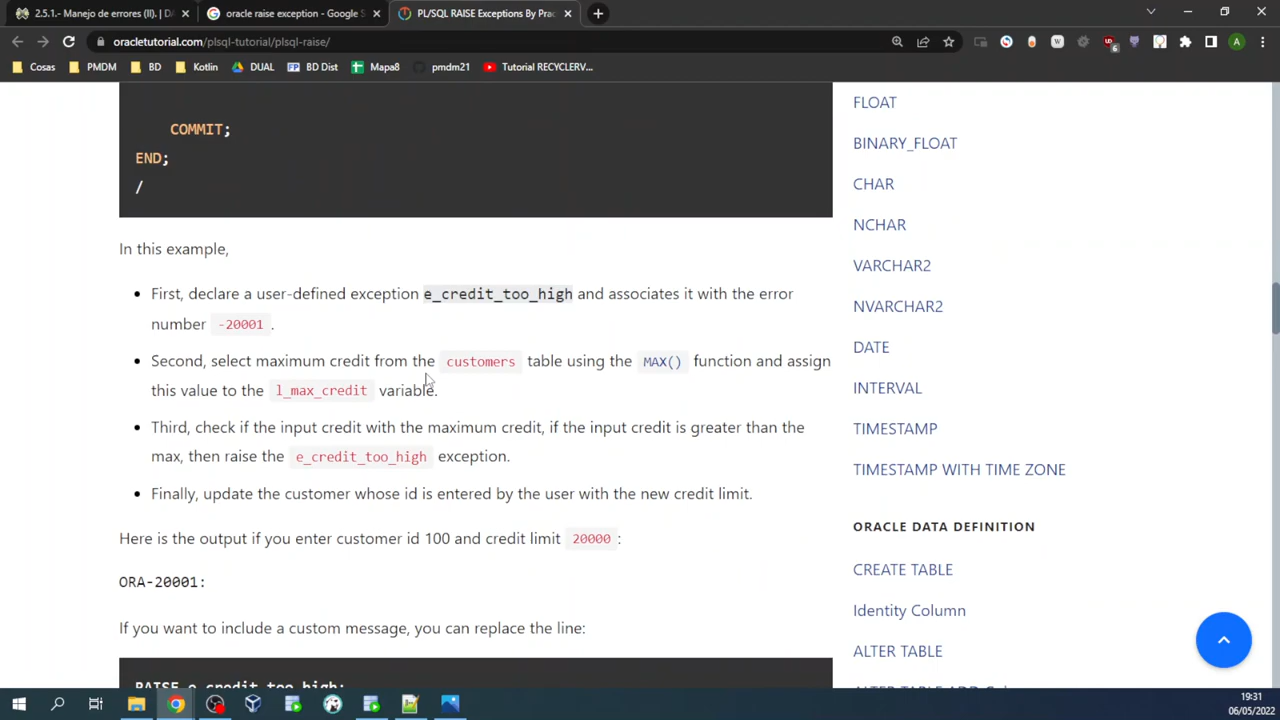 2.5.1.- Manejo de errores (II). | DA
oracle raise exception - Google S
PL/SQL RAISE Exceptions By Prac
oracletutorial.com/plsql-tutorial/plsql-raise/
6
A
Cosas
PMDM
BD
Kotlin
DUAL
FP BD Dist
Mapa8
pmdm21
Tutorial RECYCLERV...
COMMIT;
END;
/
In this example,
First, declare a user-defined exception e_credit_too_high and associates it with the error
number -20001.
Second, select maximum credit from the customers table using the MAX() function and assign
this value to the l_max_credit variable.
Third, check if the input credit with the maximum credit, if the input credit is greater than the
max, then raise the e_credit_too_high exception.
Finally, update the customer whose id is entered by the user with the new credit limit.
Here is the output if you enter customer id 100 and credit limit 20000 :
ORA-20001:
If you want to include a custom message, you can replace the line:
RAISE e_credit_too_high;
FLOAT
BINARY_FLOAT
CHAR
NCHAR
VARCHAR2
NVARCHAR2
DATE
INTERVAL
TIMESTAMP
TIMESTAMP WITH TIME ZONE
ORACLE DATA DEFINITION
CREATE TABLE
Identity Column
ALTER TABLE
ALTER TABLE ADD
19:31
06/05/2022